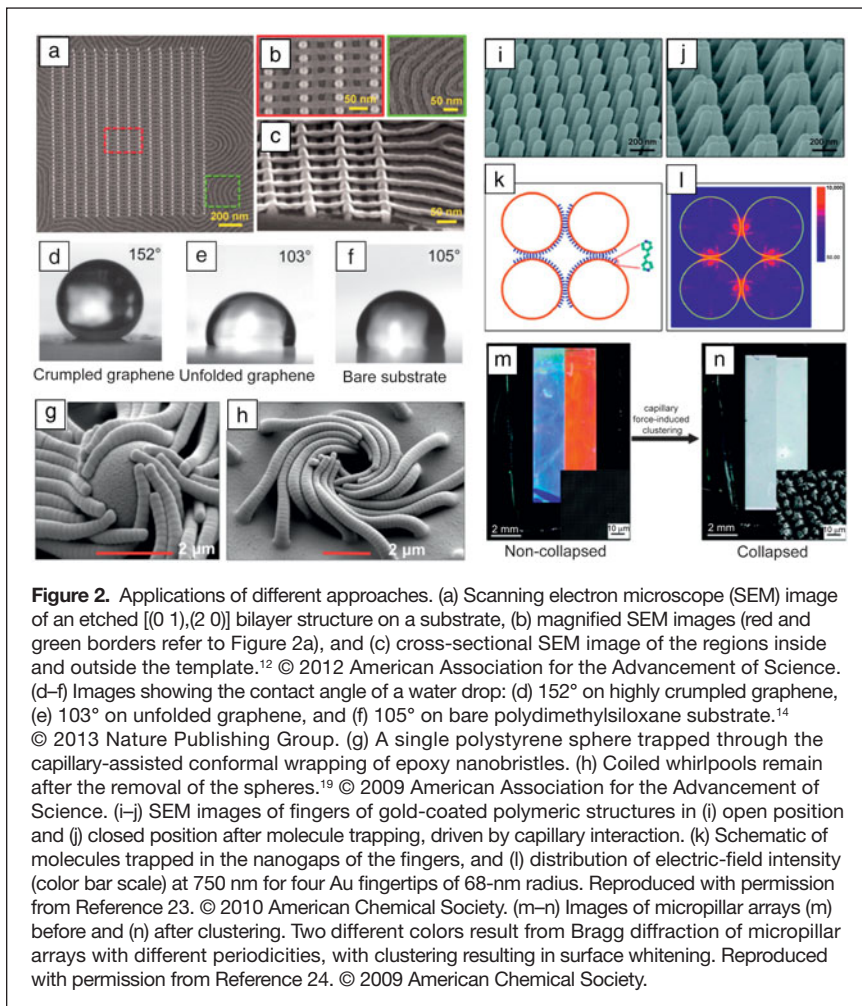 a
200 nm
b
50 nm
50 nm
c
50 nm
d
152°
Crumpled graphene
e
103°
Unfolded graphene
f
105°
Bare substrate
g
2 µm
h
2 µm
i
200 nm
j
200 nm
k
l
10,000
50.00
m
2 mm
10 µm
Non-collapsed
capillary
force-induced
clustering
n
2 mm
10 µm
Collapsed
Figure 2. Applications of different approaches. (a) Scanning electron microscope (SEM) image
of an etched [(0 1),(2 0)] bilayer structure on a substrate, (b) magnified SEM images (red and
green borders refer to Figure 2a), and (c) cross-sectional SEM image of the regions inside
and outside the template.¹² © 2012 American Association for the Advancement of Science.
(d–f) Images showing the contact angle of a water drop: (d) 152° on highly crumpled graphene,
(e) 103° on unfolded graphene, and (f) 105° on bare polydimethylsiloxane substrate.¹⁴
© 2013 Nature Publishing Group. (g) A single polystyrene sphere trapped through the
capillary-assisted conformal wrapping of epoxy nanobristles. (h) Coiled whirlpools remain
after the removal of the spheres.¹⁹ © 2009 American Association for the Advancement of
Science. (i–j) SEM images of fingers of gold-coated polymeric structures in (i) open position
and (j) closed position after molecule trapping, driven by capillary interaction. (k) Schematic of
molecules trapped in the nanogaps of the fingers, and (l) distribution of electric-field intensity
(color bar scale) at 750 nm for four Au fingertips of 68-nm radius. Reproduced with permission
from Reference 23. © 2010 American Chemical Society. (m–n) Images of micropillar arrays (m)
before and (n) after clustering. Two different colors result from Bragg diffraction of micropillar
arrays with different periodicities, with clustering resulting in surface whitening. Reproduced
with permission from Reference 24. © 2009 American Chemical Society.